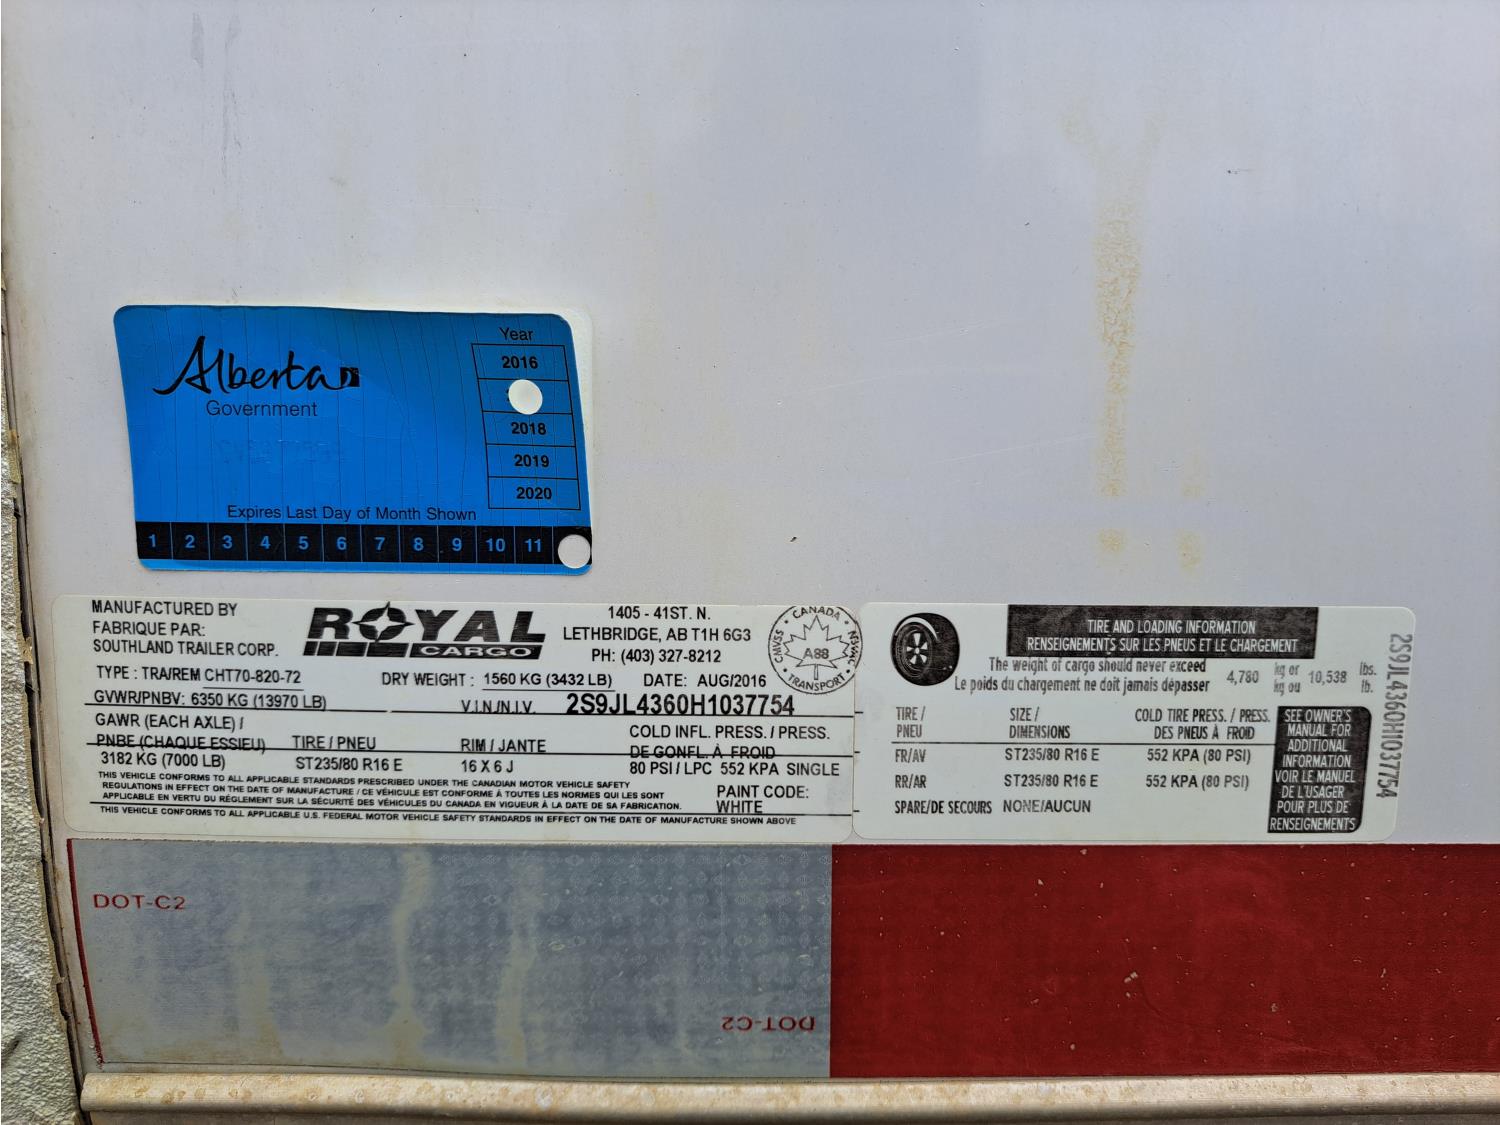 Alberta
Government
Year
2016
2018
2019
2020
Expires Last Day of Month Shown
1 2 3 4 5 6 7 8 9 10 11
MANUFACTURED BY
FABRIQUE PAR:
SOUTHLAND TRAILER CORP.
ROYAL
CARGO
1405 - 41ST. N.
LETHBRIDGE, AB T1H 6G3
PH: (403) 327-8212
CANADA
CMVSS • NSVAC
A88
TRANSPORT
TYPE : TRA/REM CHT70-820-72
DRY WEIGHT : 1560 KG (3432 LB)
DATE: AUG/2016
GVWR/PNBV: 6350 KG (13970 LB)
V.I.N./N.I.V. 2S9JL4360H1037754
GAWR (EACH AXLE) /
PNBE (CHAQUE ESSIEU)
3182 KG (7000 LB)
TIRE / PNEU
ST235/80 R16 E
RIM / JANTE
16 X 6 J
COLD INFL. PRESS. / PRESS.
DE GONFL. À FROID
80 PSI / LPC 552 KPA SINGLE
THIS VEHICLE CONFORMS TO ALL APPLICABLE STANDARDS PRESCRIBED UNDER THE CANADIAN MOTOR VEHICLE SAFETY
REGULATIONS IN EFFECT ON THE DATE OF MANUFACTURE / CE VÉHICULE EST CONFORME À TOUTES LES NORMES QUI LES SONT
APPLICABLE EN VERTU DU RÉGLEMENT SUR LA SÉCURITÉ DES VÉHICULES DU CANADA EN VIGUEUR À LA DATE DE SA FABRICATION.
THIS VEHICLE CONFORMS TO ALL APPLICABLE U.S. FEDERAL MOTOR VEHICLE SAFETY STANDARDS IN EFFECT ON THE DATE OF MANUFACTURE SHOWN ABOVE
PAINT CODE:
WHITE
TIRE AND LOADING INFORMATION
RENSEIGNEMENTS SUR LES PNEUS ET LE CHARGEMENT
The weight of cargo should never exceed
Le poids du chargement ne doit jamais dépasser
4,780 kg or 10,538 lbs.
kg ou lb.
TIRE / PNEU
SIZE / DIMENSIONS
COLD TIRE PRESS. / PRESS. DES PNEUS À FROID
FR/AV ST235/80 R16 E 552 KPA (80 PSI)
RR/AR ST235/80 R16 E 552 KPA (80 PSI)
SPARE/DE SECOURS NONE/AUCUN
SEE OWNER'S
MANUAL FOR
ADDITIONAL
INFORMATION
VOIR LE MANUEL
DE L'USAGER
POUR PLUS DE
RENSEIGNEMENTS
2S9JL4360H1037754
DOT-C2
DOT-C2